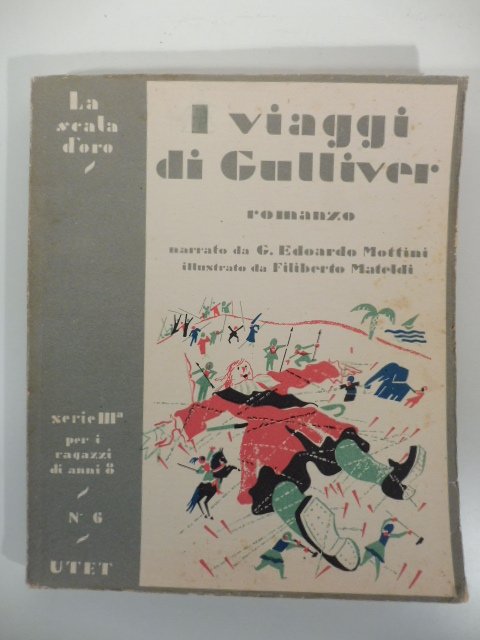 La
scala
d'oro
I viaggi
di Gulliver
romanzo
narrato da G. Edoardo Mottini
illustrato da Filiberto Mateldi
serie IIIª
per i
ragazzi
di anni 8
N° 6
UTET